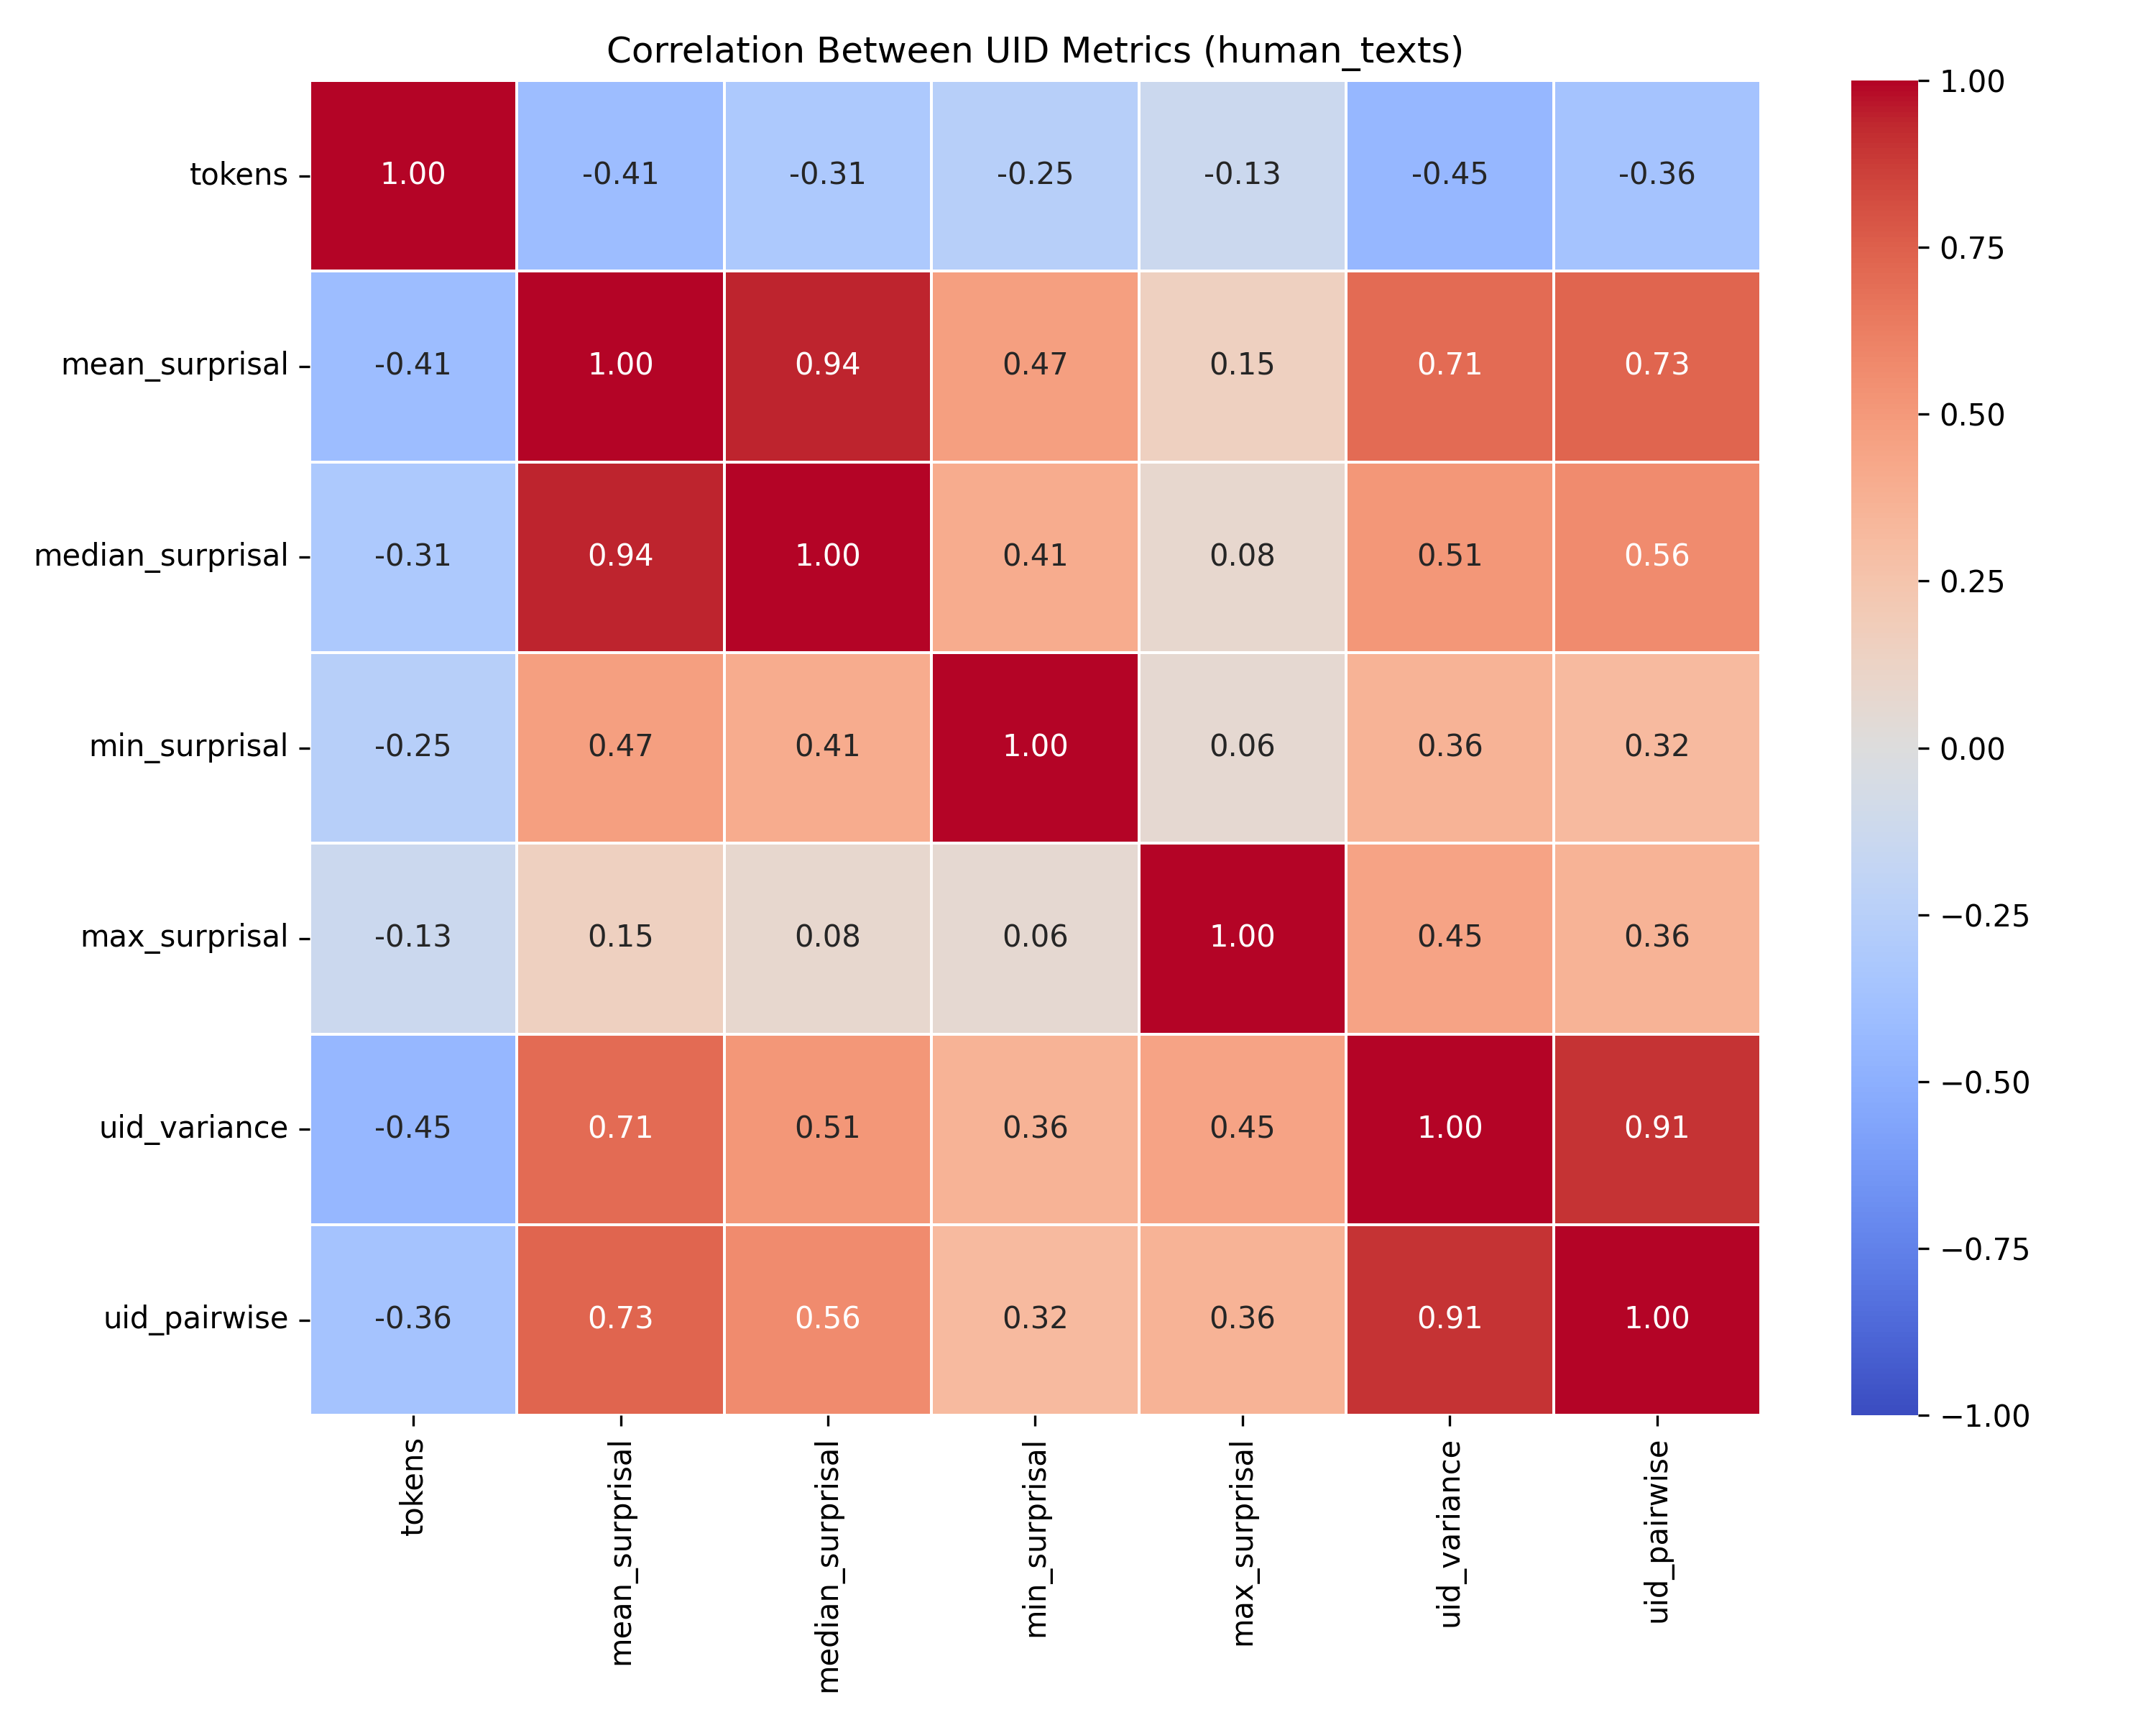 Correlation Between UID Metrics (human_texts)
tokens 1.00 -0.41 -0.31 -0.25 -0.13 -0.45 -0.36
mean_surprisal -0.41 1.00 0.94 0.47 0.15 0.71 0.73
median_surprisal -0.31 0.94 1.00 0.41 0.08 0.51 0.56
min_surprisal -0.25 0.47 0.41 1.00 0.06 0.36 0.32
max_surprisal -0.13 0.15 0.08 0.06 1.00 0.45 0.36
uid_variance -0.45 0.71 0.51 0.36 0.45 1.00 0.91
uid_pairwise -0.36 0.73 0.56 0.32 0.36 0.91 1.00
tokens
mean_surprisal
median_surprisal
min_surprisal
max_surprisal
uid_variance
uid_pairwise
1.00
0.75
0.50
0.25
0.00
−0.25
−0.50
−0.75
−1.00